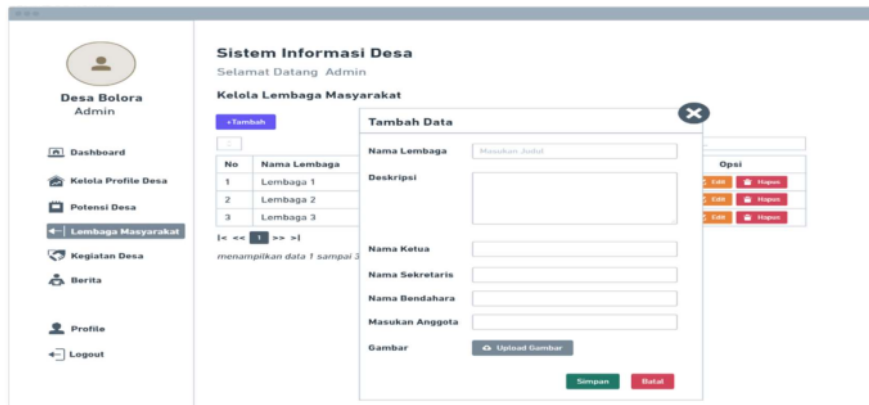 Sistem Informasi Desa
Selamat Datang Admin
Desa Bolora
Admin
Dashboard
Kelola Profile Desa
Potensi Desa
Lembaga Masyarakat
Kegiatan Desa
Berita
Profile
Logout
Kelola Lembaga Masyarakat
+Tambah
No Nama Lembaga Opsi
1 Lembaga 1 Edit Hapus
2 Lembaga 2 Edit Hapus
3 Lembaga 3 Edit Hapus
|< << 1 >> >|
menampilkan data 1 sampai 3
Tambah Data
Nama Lembaga Masukan Judul
Deskripsi
Nama Ketua
Nama Sekretaris
Nama Bendahara
Masukan Anggota
Gambar Upload Gambar
Simpan Batal